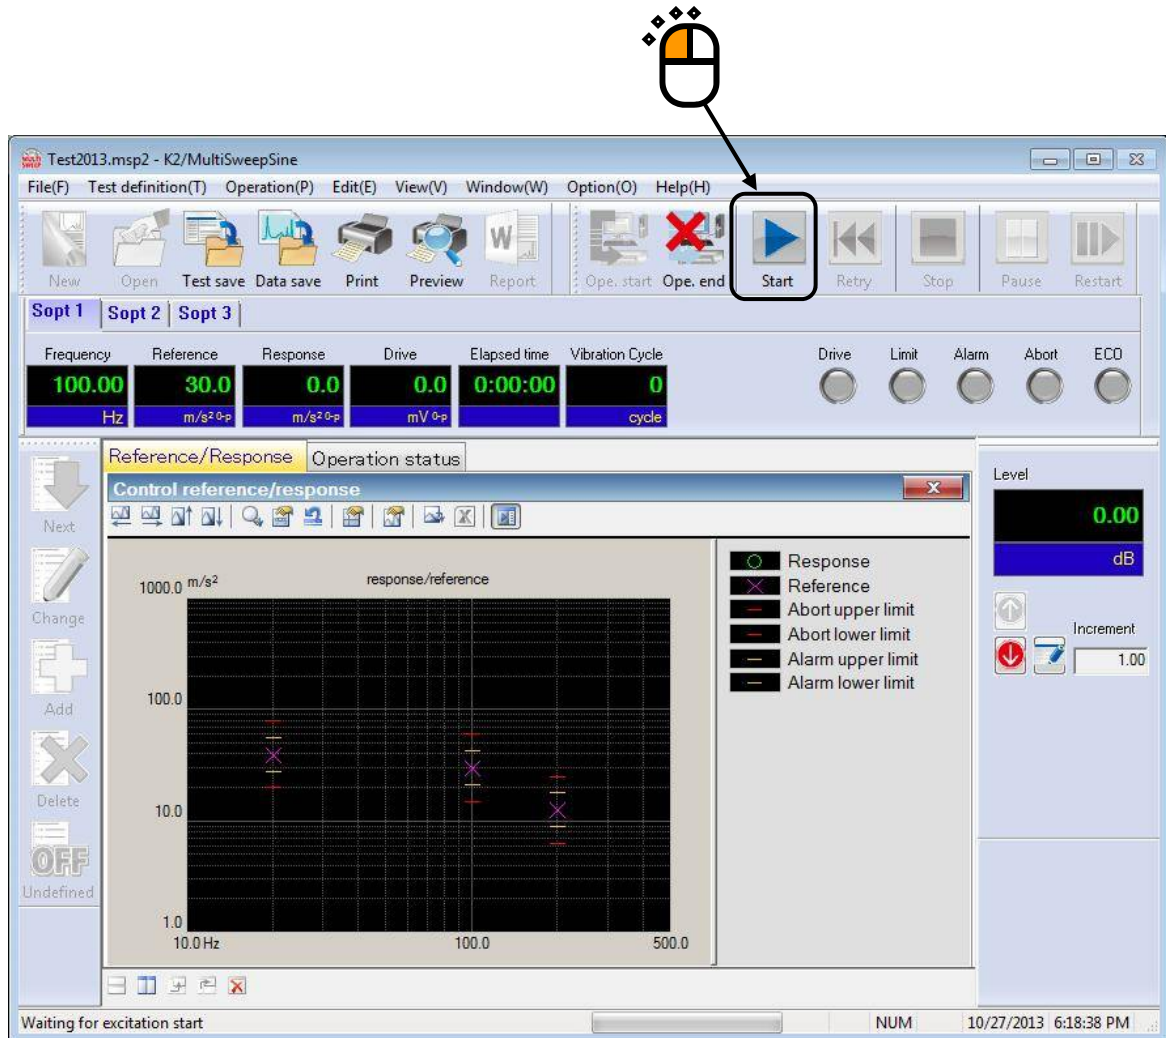 Test2013.msp2 - K2/MultiSweepSine
File(F) Test definition(T) Operation(P) Edit(E) View(V) Window(W) Option(O) Help(H)
New Open Test save Data save Print Preview Report Ope. start Ope. end Start Retry Stop Pause Restart
Sopt 1 Sopt 2 Sopt 3
Frequency Reference Response Drive Elapsed time Vibration Cycle Drive Limit Alarm Abort ECO
100.00 30.0 0.0 0.0 0:00:00 0
Hz m/s² 0-p m/s² 0-p mV 0-p cycle
Reference/Response Operation status
Control reference/response
Next
Change
Add
Delete
OFF
Undefined
response/reference
1000.0 m/s²
100.0
10.0
1.0
10.0 Hz 100.0 500.0
Response
Reference
Abort upper limit
Abort lower limit
Alarm upper limit
Alarm lower limit
Level
0.00
dB
Increment
1.00
Waiting for excitation start NUM 10/27/2013 6:18:38 PM